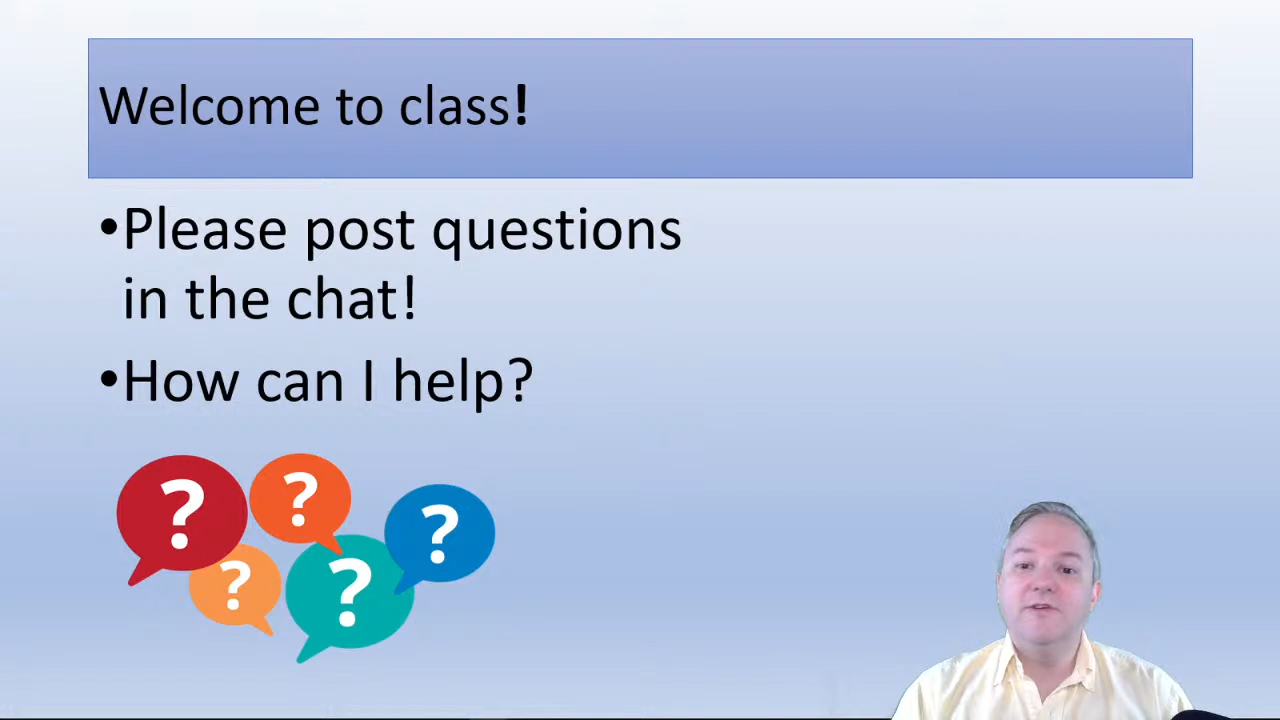 Welcome to class!
•Please post questions
in the chat!
•How can I help?
? ? ?
? ?